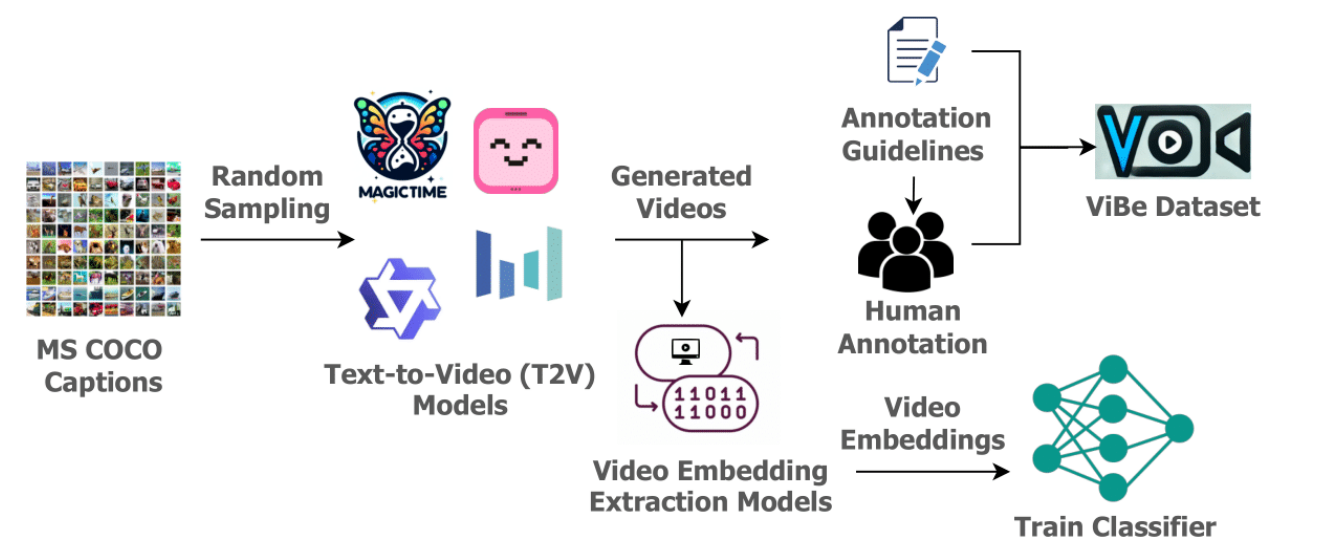 MS COCO
Captions
Random
Sampling
MAGICTIME
Text-to-Video (T2V)
Models
Generated
Videos
Annotation
Guidelines
Human
Annotation
ViBe Dataset
11011
11000
Video Embedding
Extraction Models
Video
Embeddings
Train Classifier